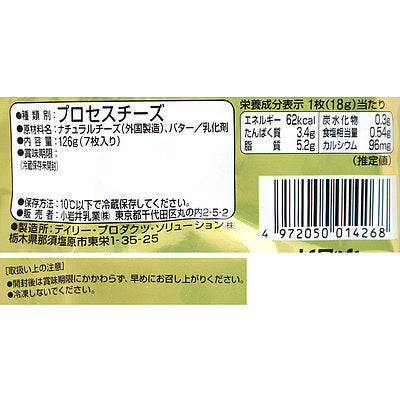 ●種類別：プロセスチーズ
●原材料名：ナチュラルチーズ（外国製造）、バター／乳化剤
●内容量：126g（7枚入り）
●賞味期限：
（冷蔵保存未開封）
●保存方法：10℃以下で冷蔵保存してください。
●販売者：小岩井乳業㈱ 東京都千代田区丸の内2-5-2
●製造所：デイリー・プロダクツ・ソリューション㈱
栃木県那須塩原市東栄1-35-25
栄養成分表示 1枚（18g）当たり
エネルギー 62kcal 炭水化物 0.3g
たんぱく質 3.4g 食塩相当量 0.54g
脂質 5.2g カルシウム 96mg
（推定値）
4 972050 014268
［取扱い上の注意］
●開封後は賞味期限にかかわらず、早めにお召し上がりください。
●冷凍しないでください。